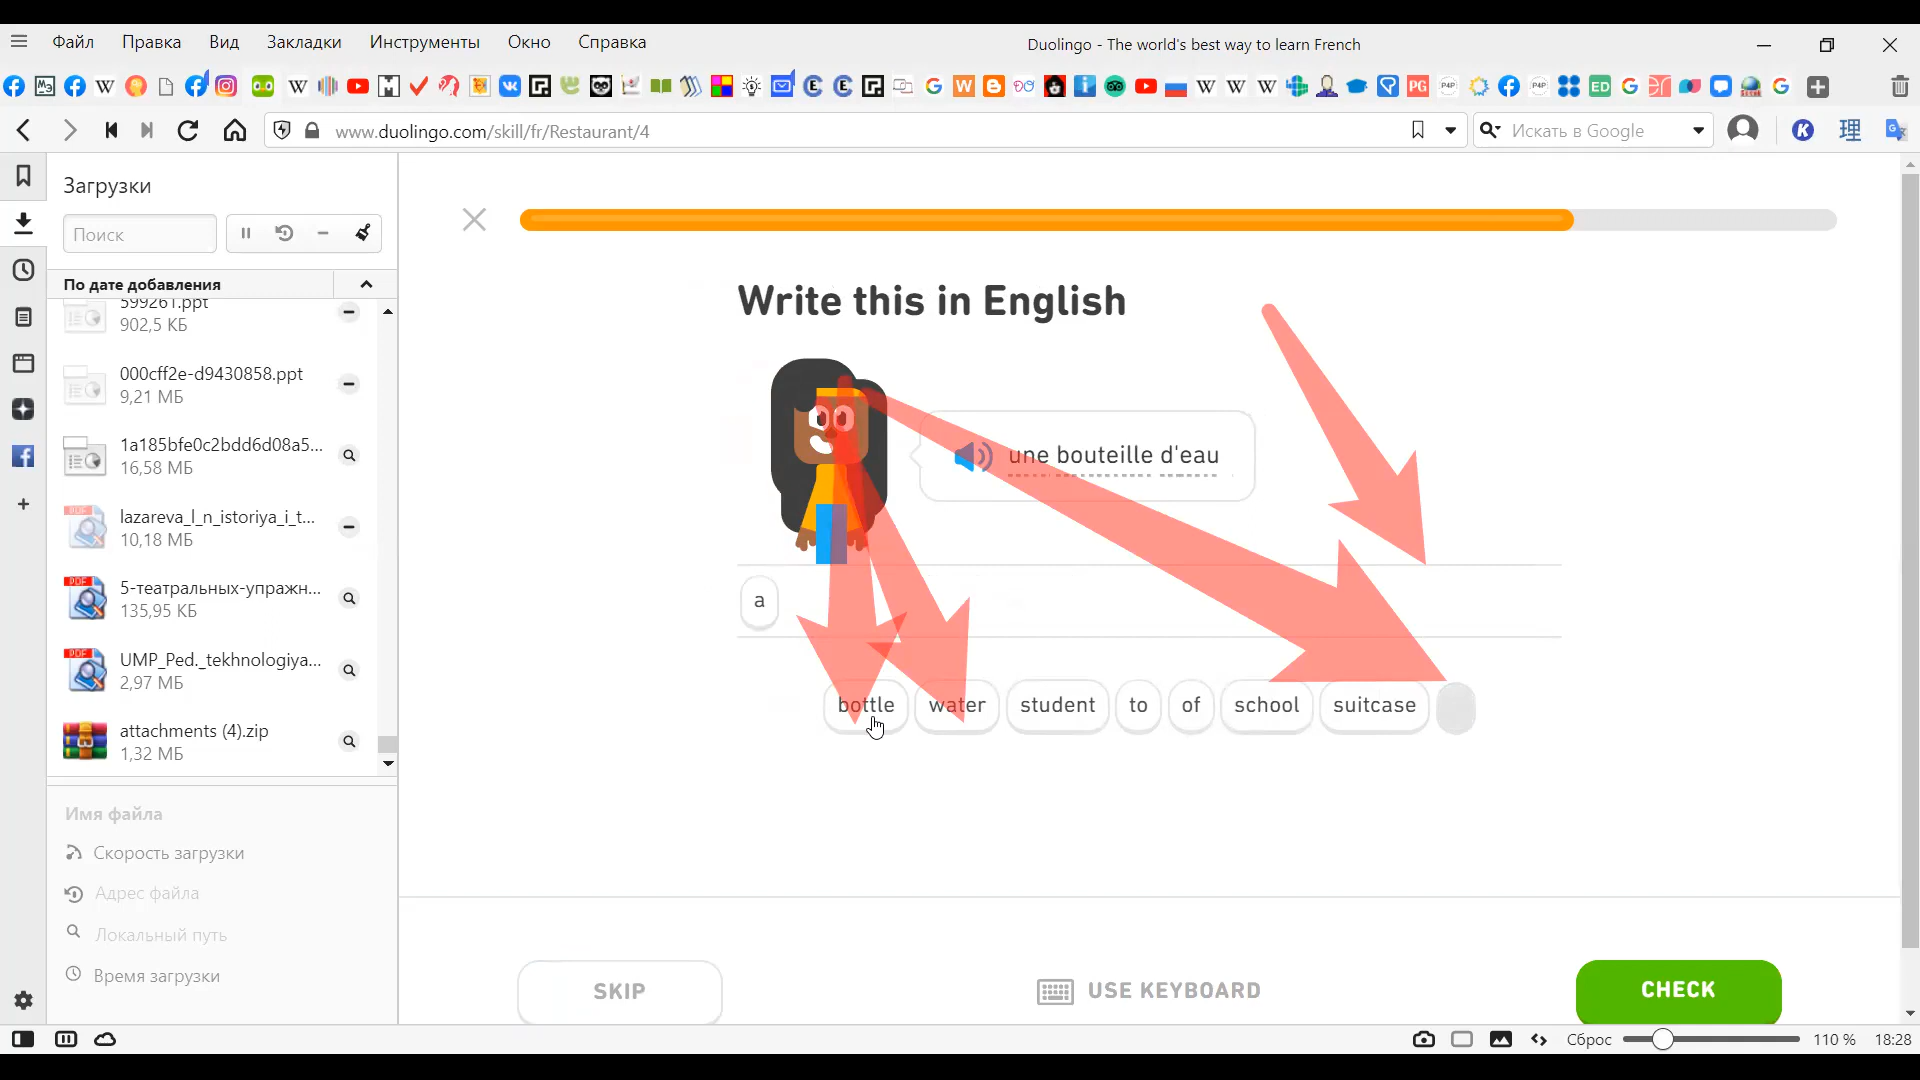 Файл Правка Вид Закладки Инструменты Окно Справка
Duolingo - The world's best way to learn French
www.duolingo.com/skill/fr/Restaurant/4
Искать в Google
Загрузки
Поиск
По дате добавления
599261.ppt
902,5 КБ
000cff2e-d9430858.ppt
9,21 МБ
1a185bfe0c2bdd6d08a5...
16,58 МБ
lazareva_l_n_istoriya_i_t...
10,18 МБ
5-театральных-упражн...
135,95 КБ
UMP_Ped._tekhnologiya...
2,97 МБ
attachments (4).zip
1,32 МБ
Имя файла
Скорость загрузки
Адрес файла
Локальный путь
Время загрузки
Write this in English
une bouteille d'eau
a
bottle water student to of school suitcase
SKIP
USE KEYBOARD
CHECK
Сброс
110 %
18:28